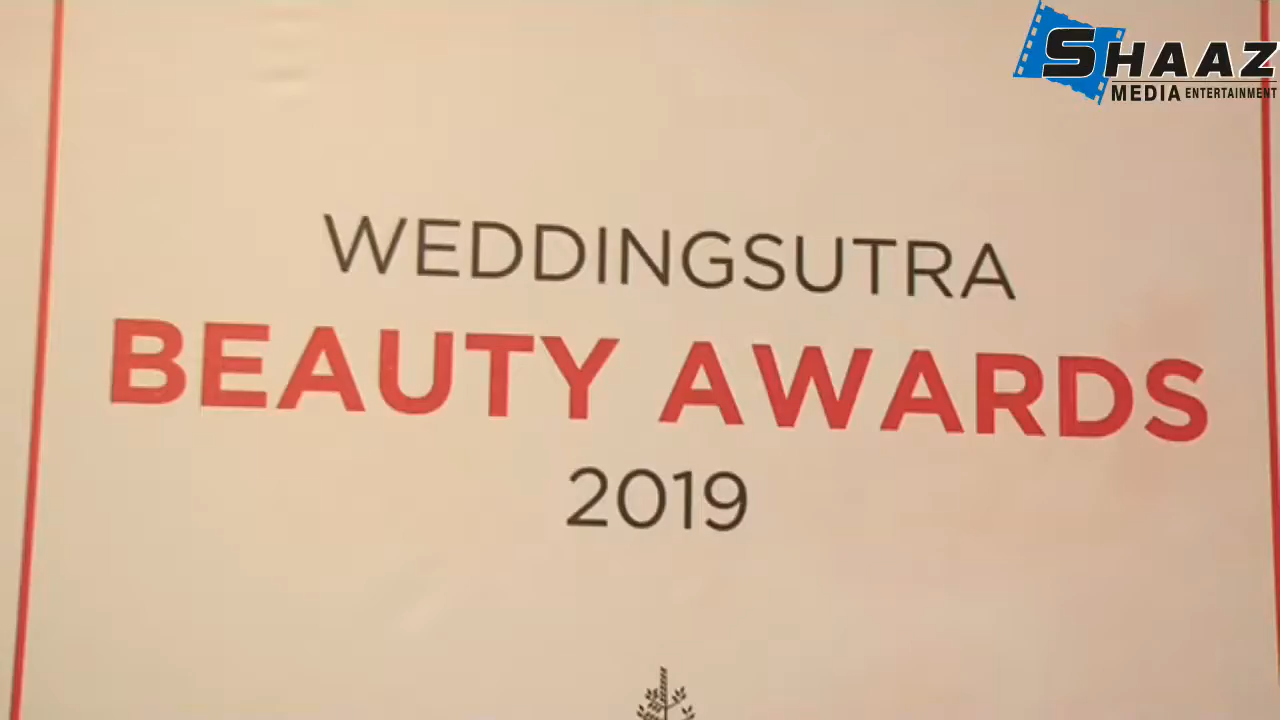 SHAAZ
MEDIA ENTERTAINMENT
WEDDINGSUTRA
BEAUTY AWARDS
2019